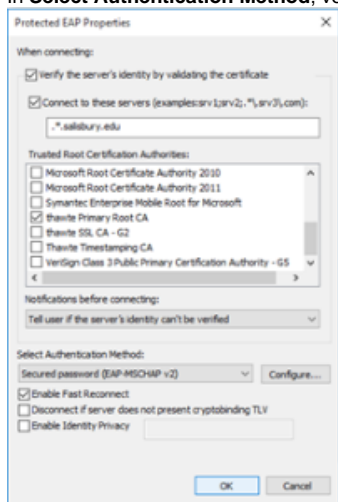 in Select Authentication Method, ve
Protected EAP Properties
When connecting:
Verify the server's identity by validating the certificate
Connect to these servers (examples:srv1;srv2;.*\.srv3\.com):
.*.salisbury.edu
Trusted Root Certification Authorities:
Microsoft Root Certificate Authority 2010
Microsoft Root Certificate Authority 2011
Symantec Enterprise Mobile Root for Microsoft
thawte Primary Root CA
thawte SSL CA - G2
Thawte Timestamping CA
VeriSign Class 3 Public Primary Certification Authority - G5
Notifications before connecting:
Tell user if the server's identity can't be verified
Select Authentication Method:
Secured password (EAP-MSCHAP v2)
Configure...
Enable Fast Reconnect
Disconnect if server does not present cryptobinding TLV
Enable Identity Privacy
OK
Cancel